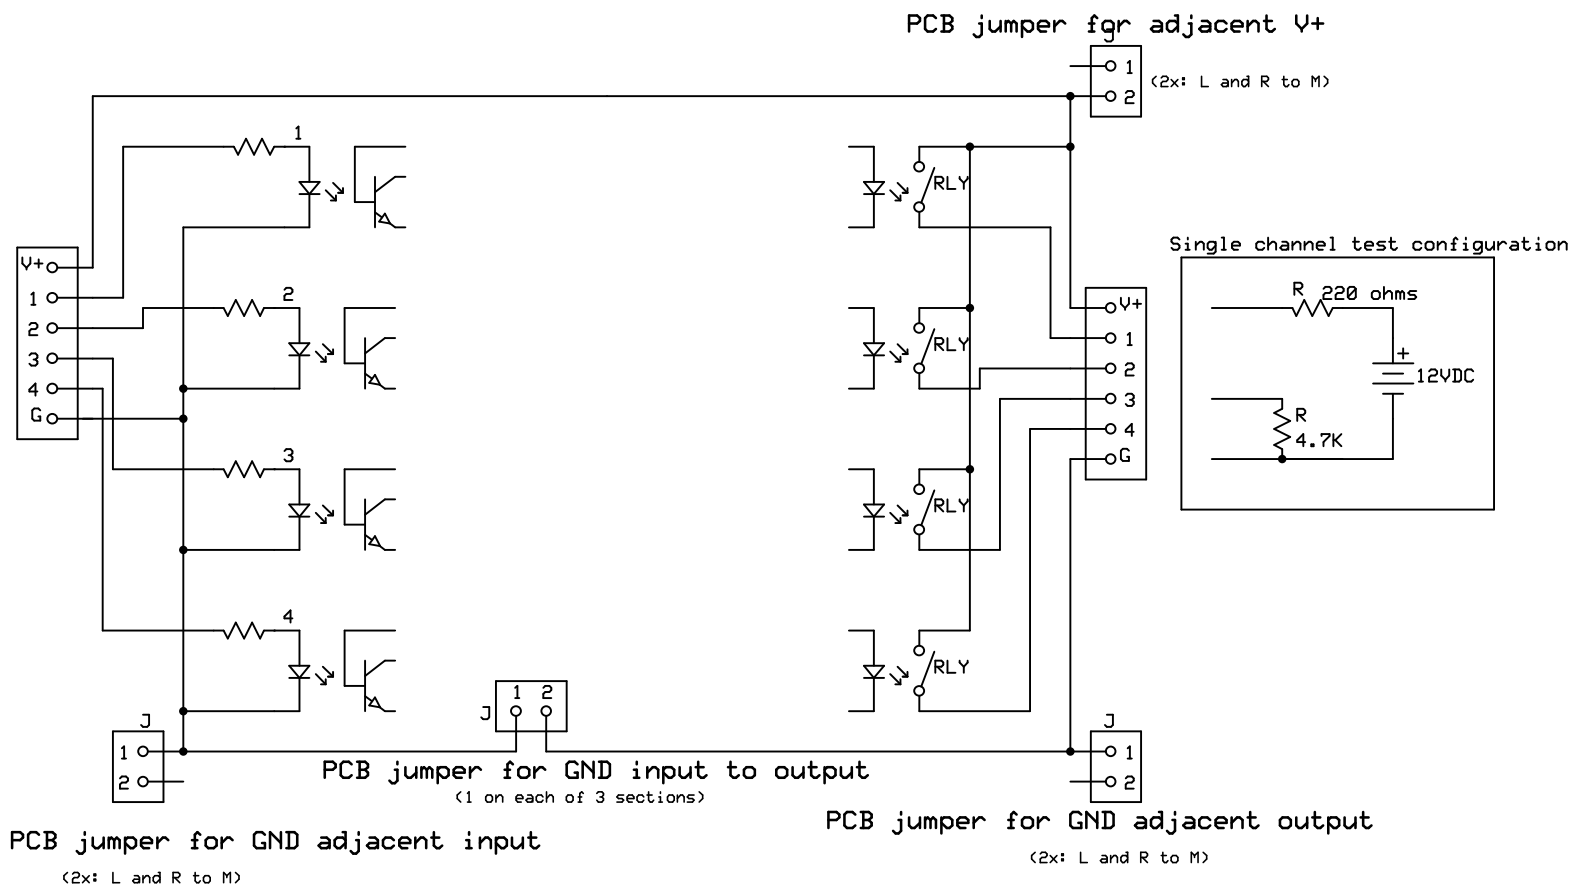 PCB jumper for adjacent V+
J
1
(2x: L and R to M)
2
1
RLY
Single channel test configuration
V+
1
2
3
4
G
2
RLY
V+
1
2
3
4
G
R 220 ohms
+
12VDC
R
4.7K
3
RLY
4
RLY
J
1 2
J
1
2
J
1
2
PCB jumper for GND input to output
(1 on each of 3 sections)
PCB jumper for GND adjacent output
(2x: L and R to M)
PCB jumper for GND adjacent input
(2x: L and R to M)